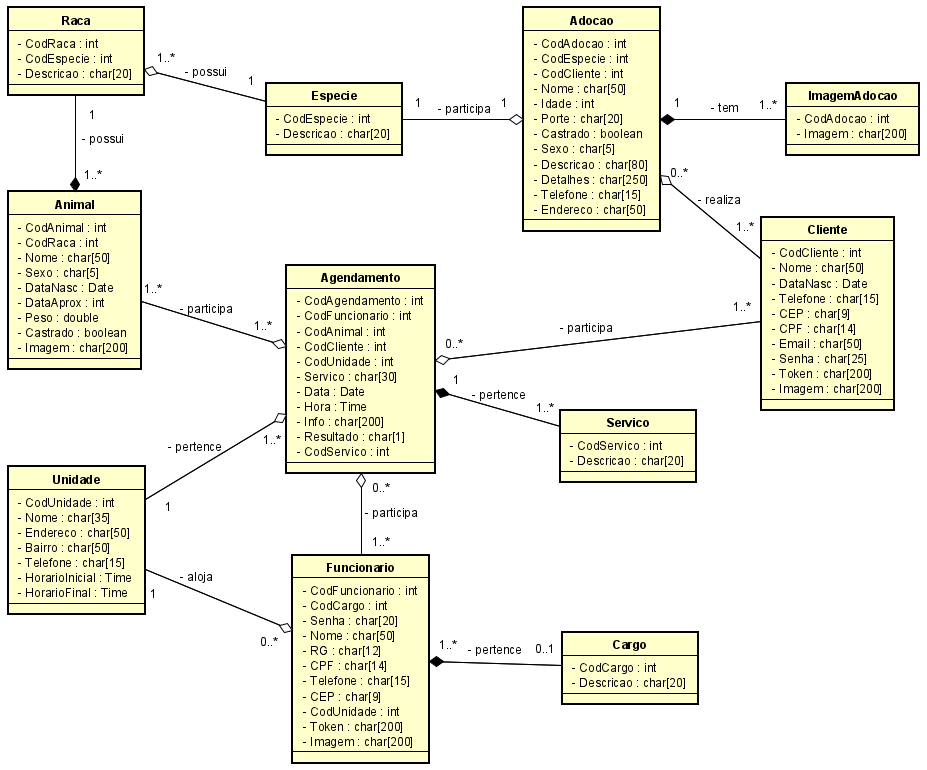 Raca
- CodRaca : int
- CodEspecie : int
- Descricao : char[20]
1..*
- possui
1
Especie
- CodEspecie : int
- Descricao : char[20]
1
- participa
1
Adocao
- CodAdocao : int
- CodEspecie : int
- CodCliente : int
- Nome : char[50]
- Idade : int
- Porte : char[20]
- Castrado : boolean
- Sexo : char[5]
- Descricao : char[80]
- Detalhes : char[250]
- Telefone : char[15]
- Endereco : char[50]
1
- tem
1..*
ImagemAdocao
- CodAdocao : int
- Imagem : char[200]
0..*
- realiza
1..*
1
- possui
1..*
Animal
- CodAnimal : int
- CodRaca : int
- Nome : char[50]
- Sexo : char[5]
- DataNasc : Date
- DataAprox : int
- Peso : double
- Castrado : boolean
- Imagem : char[200]
1..*
- participa
1..*
Agendamento
- CodAgendamento : int
- CodFuncionario : int
- CodAnimal : int
- CodCliente : int
- CodUnidade : int
- Servico : char[30]
- Data : Date
- Hora : Time
- Info : char[200]
- Resultado : char[1]
- CodServico : int
0..*
- participa
1..*
Cliente
- CodCliente : int
- Nome : char[50]
- DataNasc : Date
- Telefone : char[15]
- CEP : char[9]
- CPF : char[14]
- Email : char[50]
- Senha : char[25]
- Token : char[200]
- Imagem : char[200]
1
- pertence
1..*
Servico
- CodServico : int
- Descricao : char[20]
1..*
- pertence
1
Unidade
- CodUnidade : int
- Nome : char[35]
- Endereco : char[50]
- Bairro : char[50]
- Telefone : char[15]
- HorarioInicial : Time
- HorarioFinal : Time
1
- aloja
0..*
0..*
- participa
1..*
Funcionario
- CodFuncionario : int
- CodCargo : int
- Senha : char[20]
- Nome : char[50]
- RG : char[12]
- CPF : char[14]
- Telefone : char[15]
- CEP : char[9]
- CodUnidade : int
- Token : char[200]
- Imagem : char[200]
1..*
- pertence
0..1
Cargo
- CodCargo : int
- Descricao : char[20]